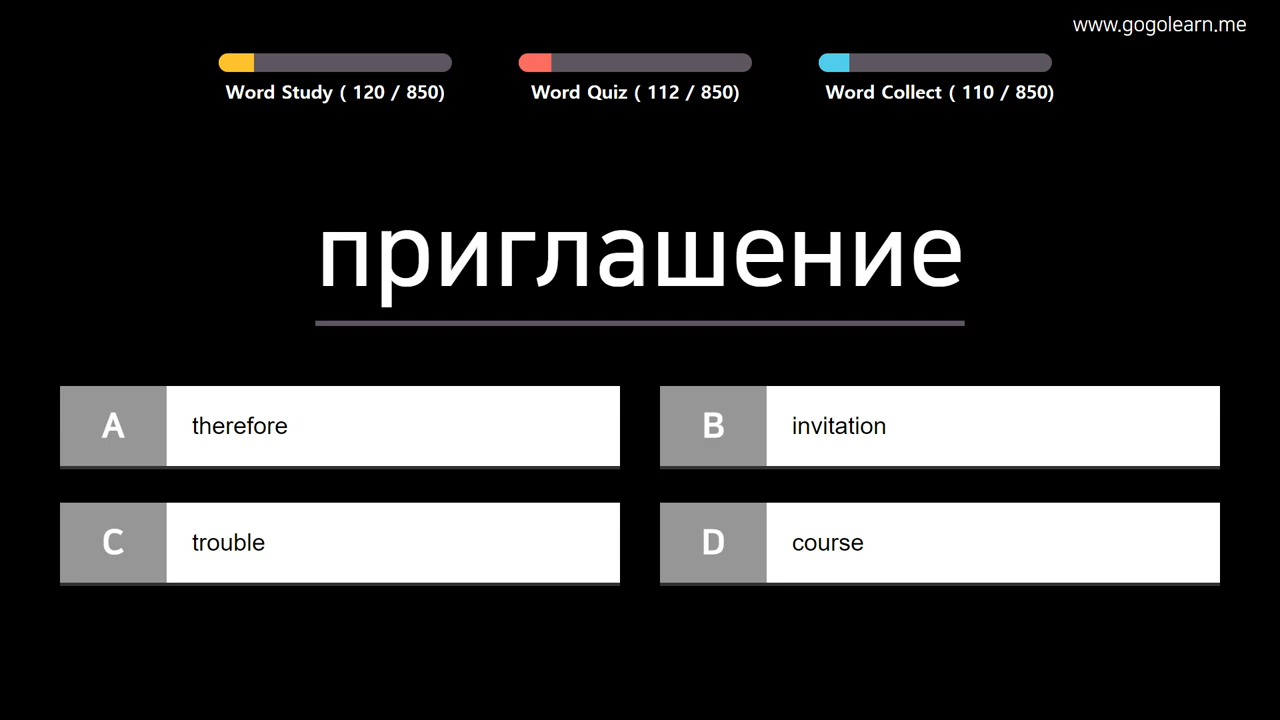 www.gogolearn.me
Word Study ( 120 / 850)
Word Quiz ( 112 / 850)
Word Collect ( 110 / 850)
приглашение
A therefore
B invitation
C trouble
D course